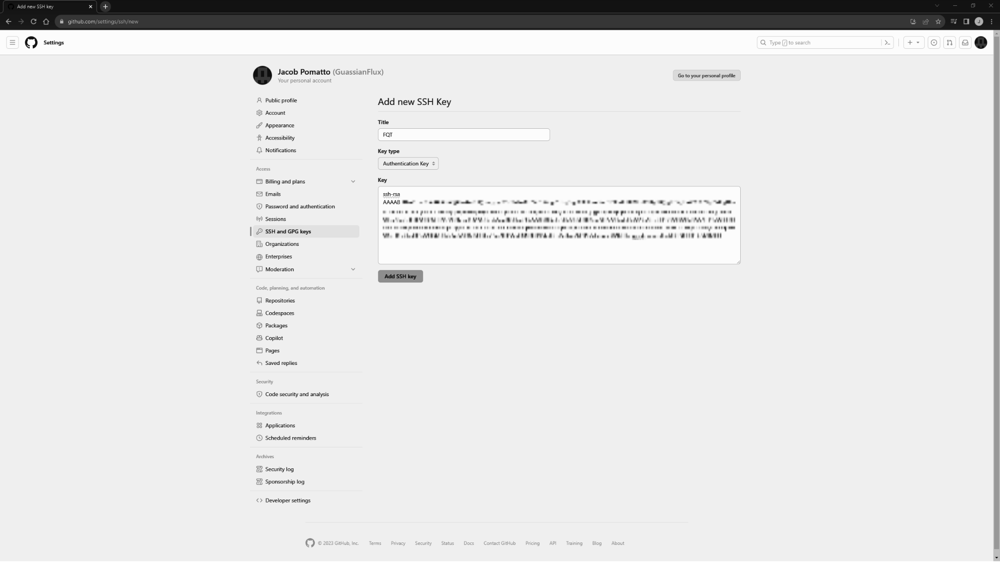 Add new SSH key
github.com/settings/ssh/new
Settings
Type / to search
Jacob Pomatto (GuassianFlux)
Your personal account
Go to your personal profile
Public profile
Account
Appearance
Accessibility
Notifications
Access
Billing and plans
Emails
Password and authentication
Sessions
SSH and GPG keys
Organizations
Enterprises
Moderation
Code, planning, and automation
Repositories
Codespaces
Packages
Copilot
Pages
Saved replies
Security
Code security and analysis
Integrations
Applications
Scheduled reminders
Archives
Security log
Sponsorship log
Developer settings
Add new SSH Key
Title
FQT
Key type
Authentication Key
Key
ssh-rsa
AAAAB
Add SSH key
© 2023 GitHub, Inc. Terms Privacy Security Status Docs Contact GitHub Pricing API Training Blog About
J